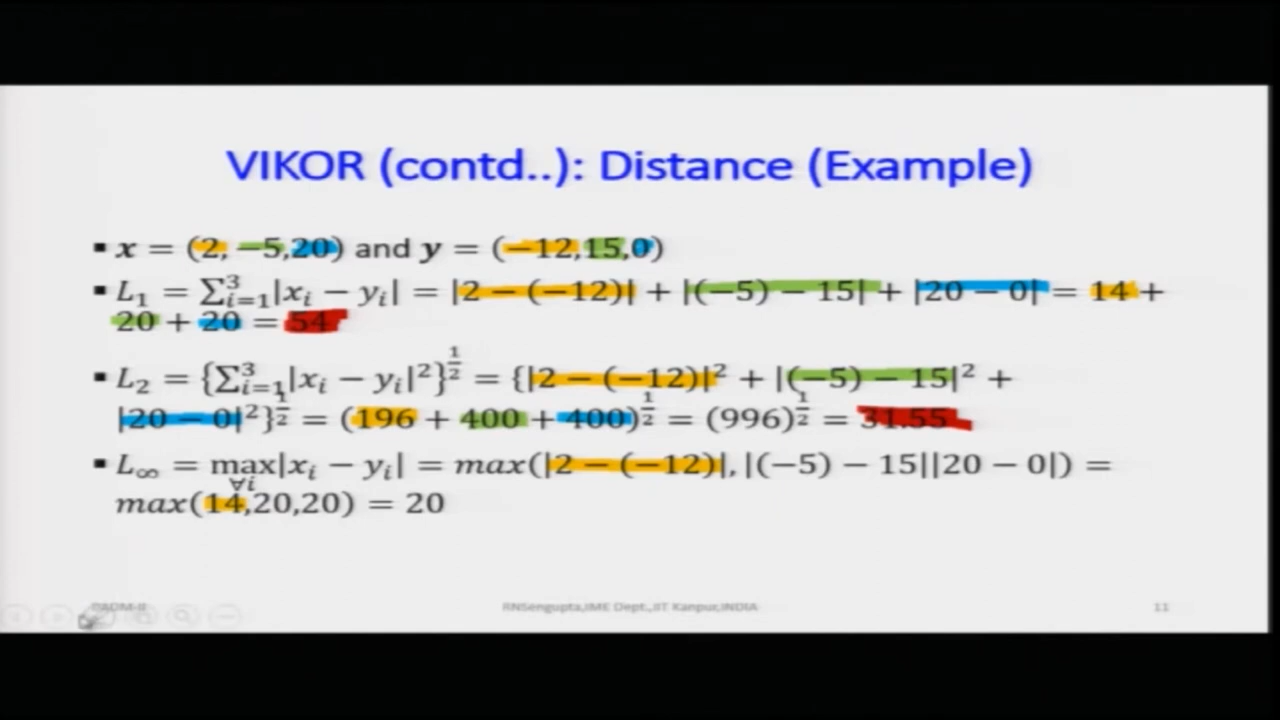 VIKOR (contd..): Distance (Example)
▪ x = (2, −5,20) and y = (−12,15,0)
▪ L₁ = ∑³ᵢ₌₁|xᵢ − yᵢ| = |2 − (−12)| + |(−5) − 15| + |20 − 0| = 14 +
20 + 20 = 54
▪ L₂ = {∑³ᵢ₌₁|xᵢ − yᵢ|²}^(1/2) = {|2 − (−12)|² + |(−5) − 15|² +
|20 − 0|²}^(1/2) = (196 + 400 + 400)^(1/2) = (996)^(1/2) = 31.55
▪ L∞ = max|xᵢ − yᵢ| = max(|2 − (−12)|, |(−5) − 15||20 − 0|) =
∀i
max(14,20,20) = 20
RNSengupta,IME Dept.,IIT Kanpur,INDIA
11